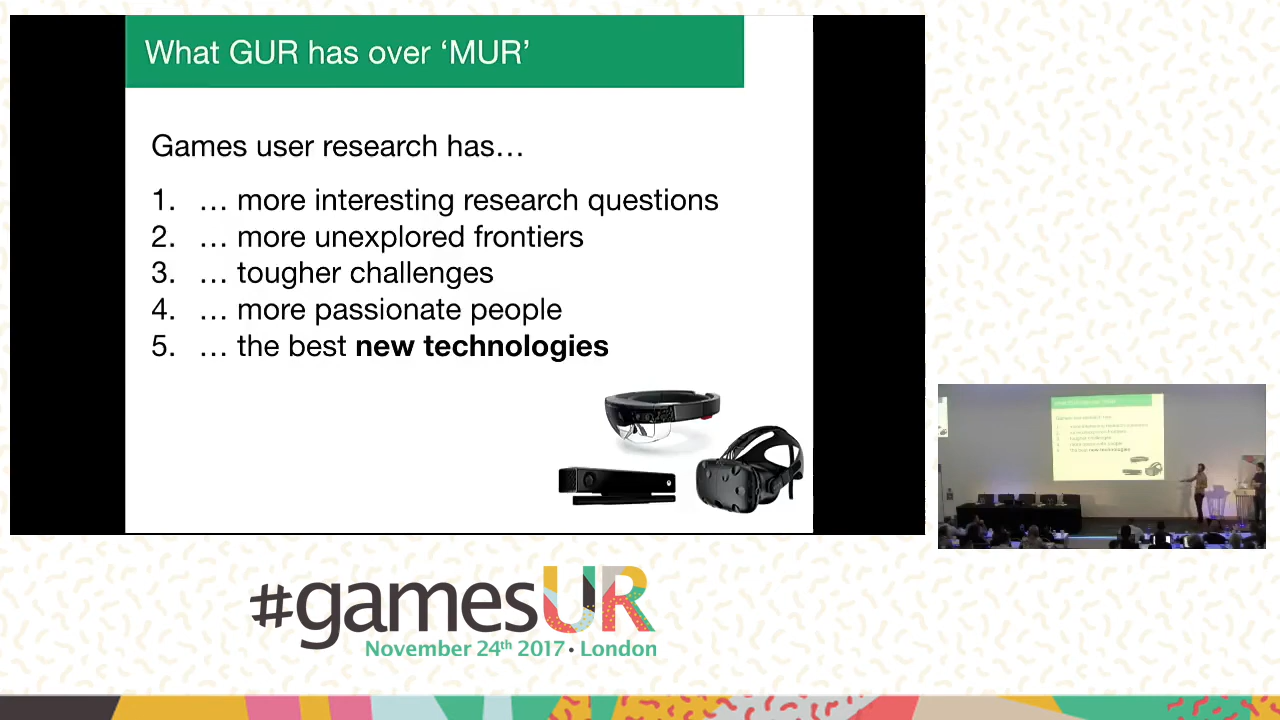 What GUR has over ‘MUR’
Games user research has…
1. … more interesting research questions
2. … more unexplored frontiers
3. … tougher challenges
4. … more passionate people
5. … the best new technologies
#gamesUR
November 24th 2017 • London